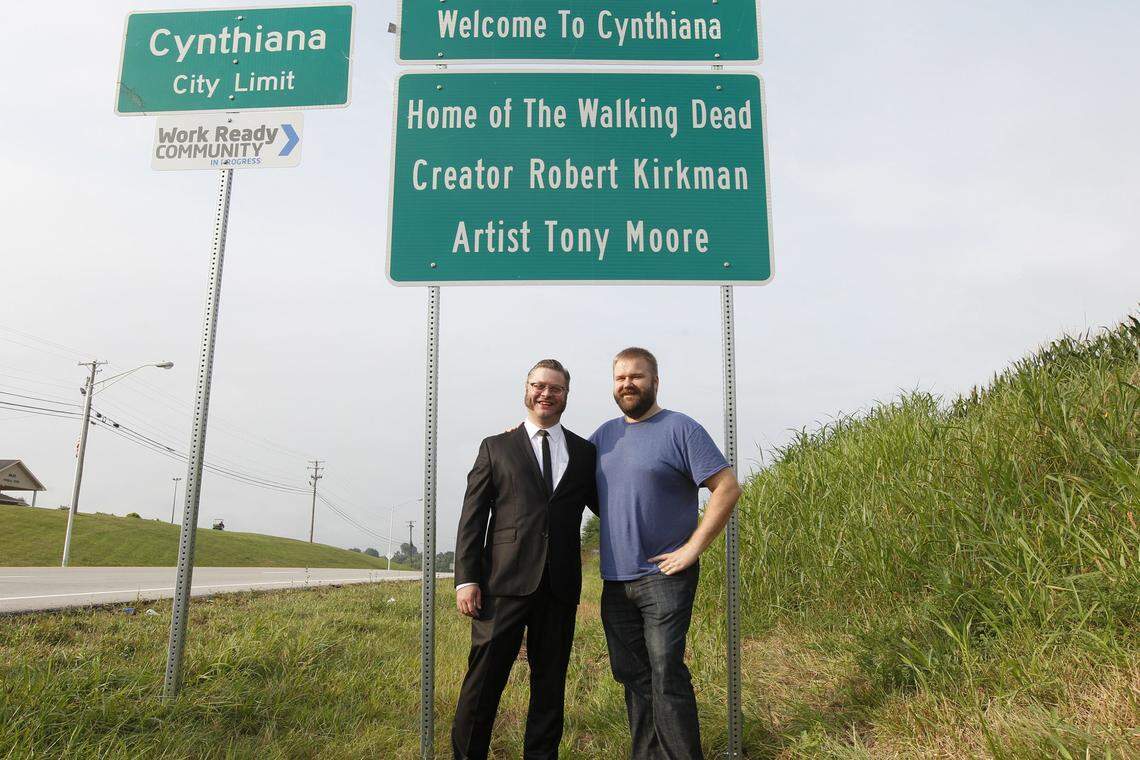 Cynthiana
City Limit
Work Ready
COMMUNITY
IN PROGRESS
Welcome To Cynthiana
Home of The Walking Dead
Creator Robert Kirkman
Artist Tony Moore